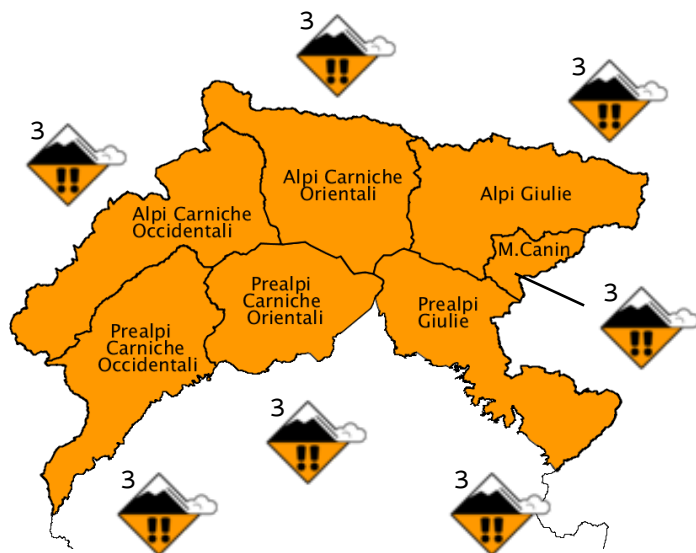 3
3
3
Alpi Carniche
Orientali
Alpi Giulie
Alpi Carniche
Occidentali
M.Canin
Prealpi
Carniche
Orientali
3
Prealpi
Giulie
Prealpi
Carniche
Occidentali
!!
!!
!!
!!
3
!!
3
!!
3
!!